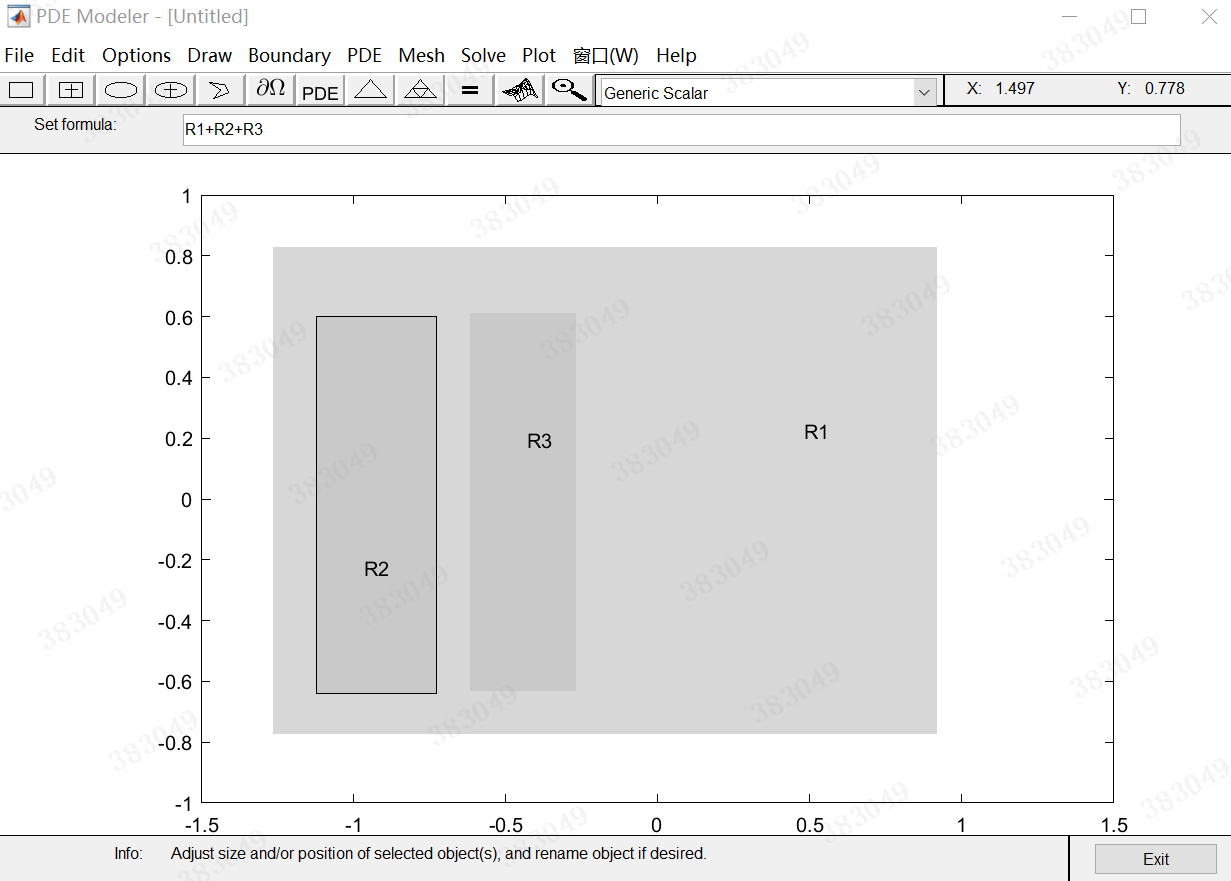 PDE Modeler - [Untitled]
File Edit Options Draw Boundary PDE Mesh Solve Plot 窗口(W) Help
∂Ω PDE = Generic Scalar X: 1.497 Y: 0.778
Set formula: R1+R2+R3
1
0.8
0.6
0.4
0.2
0
-0.2
-0.4
-0.6
-0.8
-1
R1
R3
R2
-1.5 -1 -0.5 0 0.5 1 1.5
Info: Adjust size and/or position of selected object(s), and rename object if desired.
Exit
383049